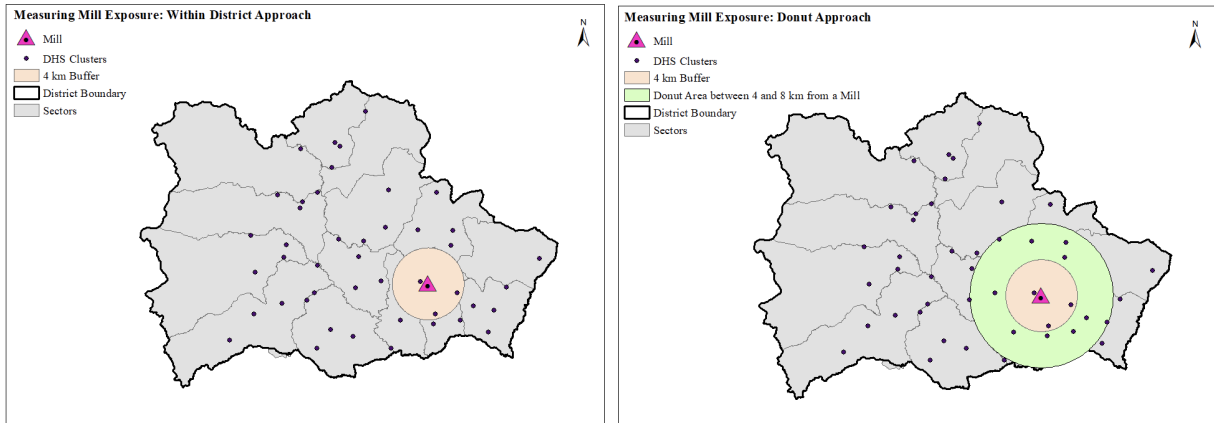 Measuring Mill Exposure: Within District Approach
N
Mill
DHS Clusters
4 km Buffer
District Boundary
Sectors
Measuring Mill Exposure: Donut Approach
N
Mill
DHS Clusters
4 km Buffer
Donut Area between 4 and 8 km from a Mill
District Boundary
Sectors